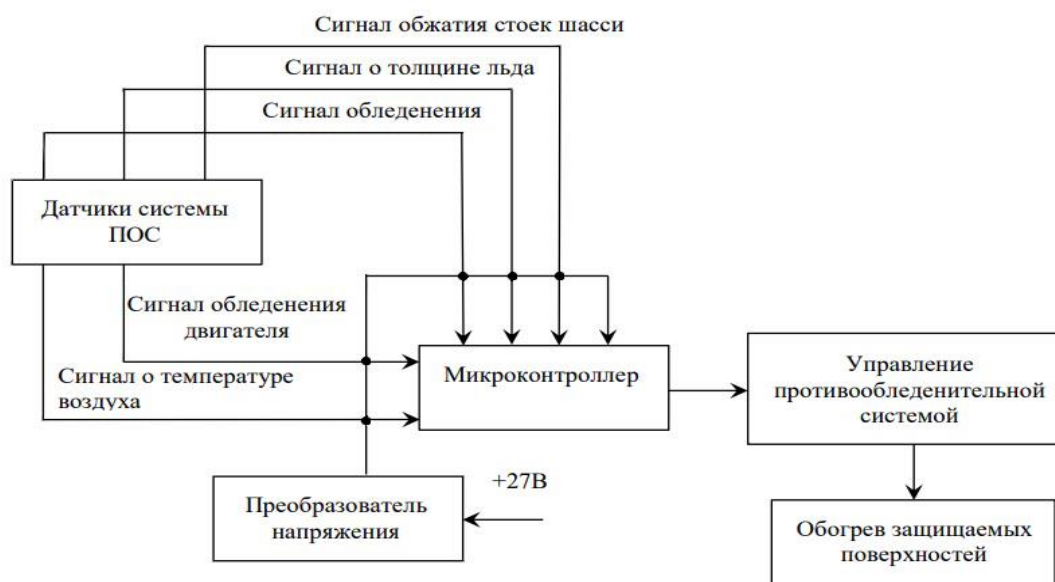 Сигнал обжатия стоек шасси
Сигнал о толщине льда
Сигнал обледенения
Датчики системы
ПОС
Сигнал обледенения
двигателя
Сигнал о температуре
воздуха
Микроконтроллер
Управление
противообледенительной
системой
+27В
Преобразователь
напряжения
Обогрев защищаемых
поверхностей